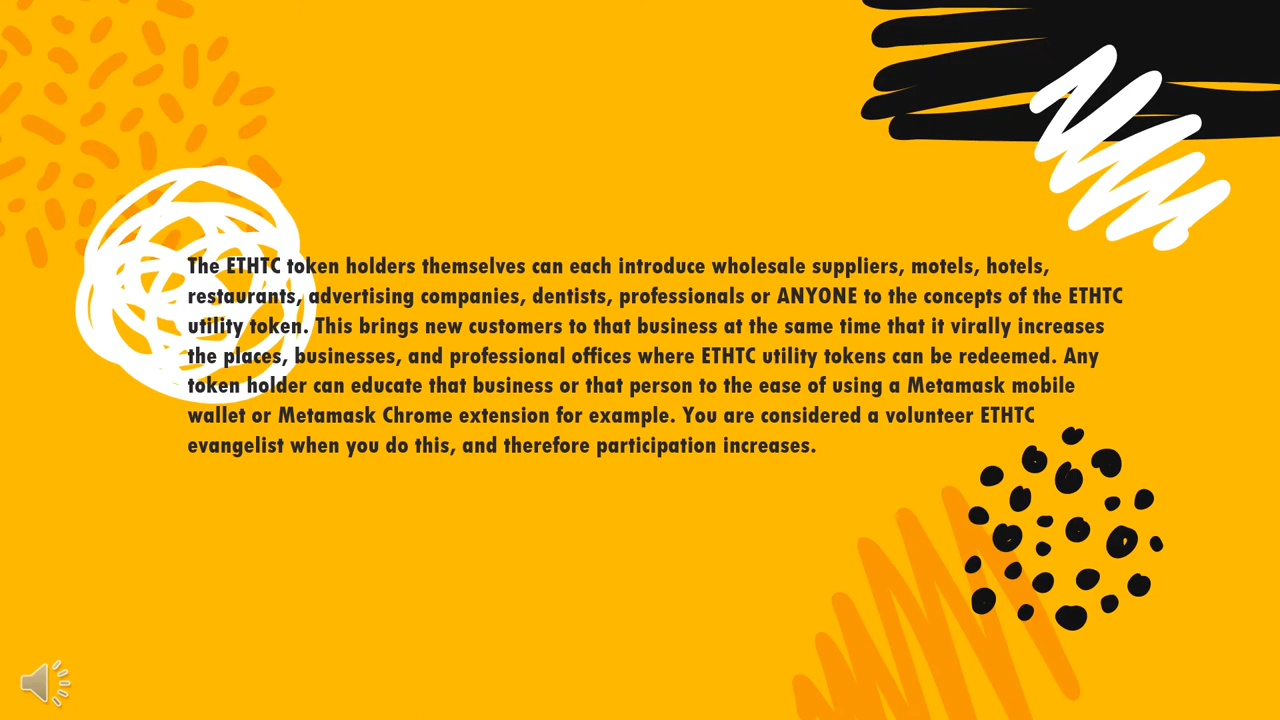 The ETHTC token holders themselves can each introduce wholesale suppliers, motels, hotels,
restaurants, advertising companies, dentists, professionals or ANYONE to the concepts of the ETHTC
utility token. This brings new customers to that business at the same time that it virally increases
the places, businesses, and professional offices where ETHTC utility tokens can be redeemed. Any
token holder can educate that business or that person to the ease of using a Metamask mobile
wallet or Metamask Chrome extension for example. You are considered a volunteer ETHTC
evangelist when you do this, and therefore participation increases.